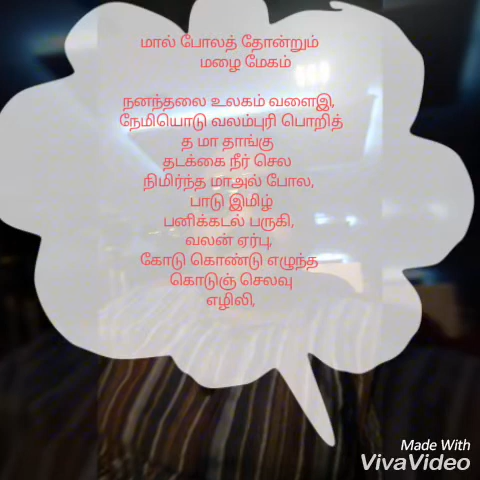 மால் போலத் தோன்றும்
மழை மேகம்
நனந்தலை உலகம் வளைஇ,
நேமியொடு வலம்புரி பொறித்
த மா தாங்கு
தடக்கை நீர் செல
நிமிர்ந்த மாஅல் போல,
பாடு இமிழ்
பனிக்கடல் பருகி,
வலன் ஏர்பு,
கோடு கொண்டு எழுந்த
கொடுஞ் செலவு
எழிலி,
Made With
VivaVideo